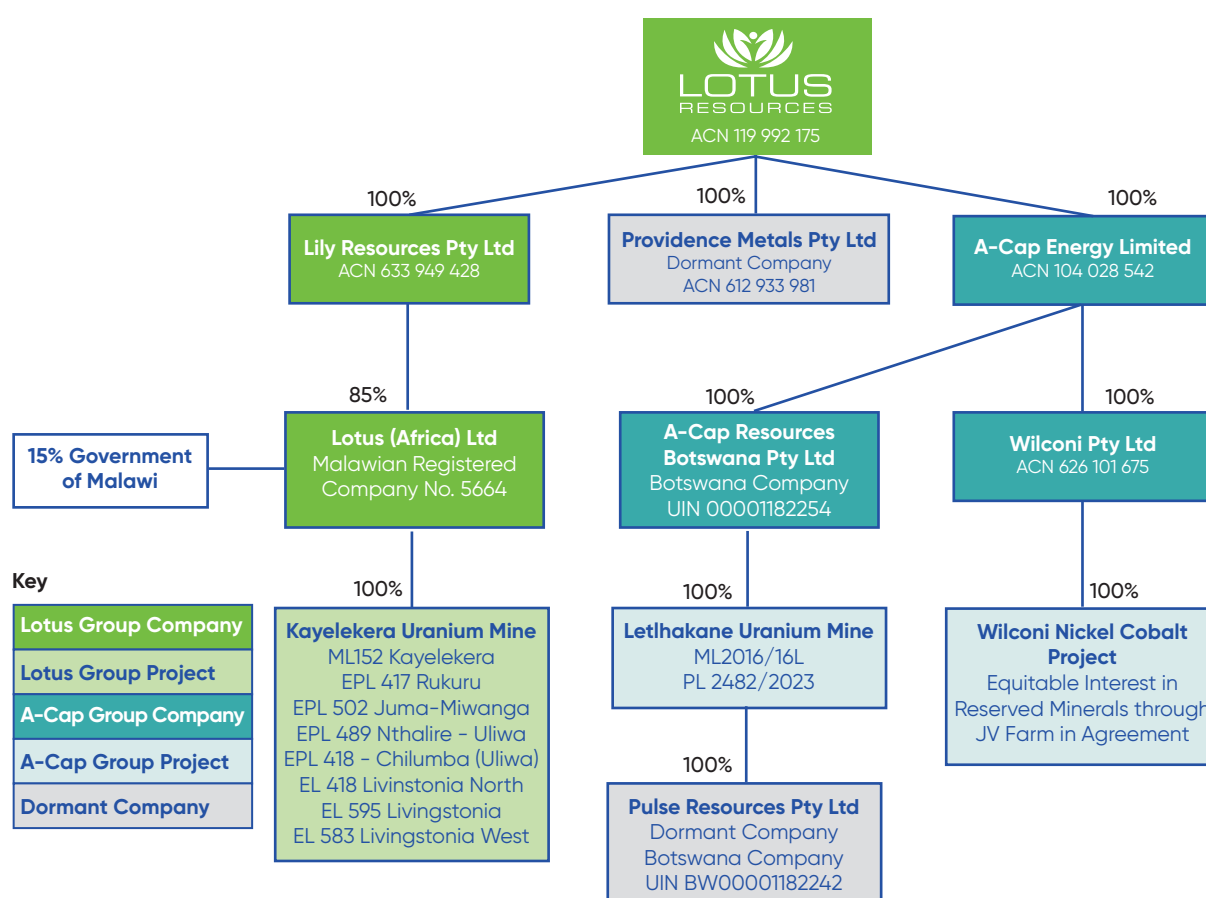 LOTUS
RESOURCES
ACN 119 992 175
100%
100%
100%
Lily Resources Pty Ltd
ACN 633 949 428
Providence Metals Pty Ltd
Dormant Company
ACN 612 933 981
A-Cap Energy Limited
ACN 104 028 542
85%
100%
100%
15% Government
of Malawi
Lotus (Africa) Ltd
Malawian Registered
Company No. 5664
A-Cap Resources
Botswana Pty Ltd
Botswana Company
UIN 00001182254
Wilconi Pty Ltd
ACN 626 101 675
Key
Lotus Group Company
Lotus Group Project
A-Cap Group Company
A-Cap Group Project
Dormant Company
100%
100%
100%
Kayelekera Uranium Mine
ML152 Kayelekera
EPL 417 Rukuru
EPL 502 Juma-Miwanga
EPL 489 Nthalire - Uliwa
EPL 418 - Chilumba (Uliwa)
EL 418 Livinstonia North
EL 595 Livingstonia
EL 583 Livingstonia West
Letlhakane Uranium Mine
ML2016/16L
PL 2482/2023
Wilconi Nickel Cobalt
Project
Equitable Interest in
Reserved Minerals through
JV Farm in Agreement
100%
Pulse Resources Pty Ltd
Dormant Company
Botswana Company
UIN BW00001182242